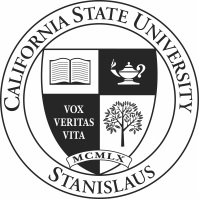 CALIFORNIA STATE UNIVERSITY
VOX
VERITAS
VITA
MCMLX
STANISLAUS